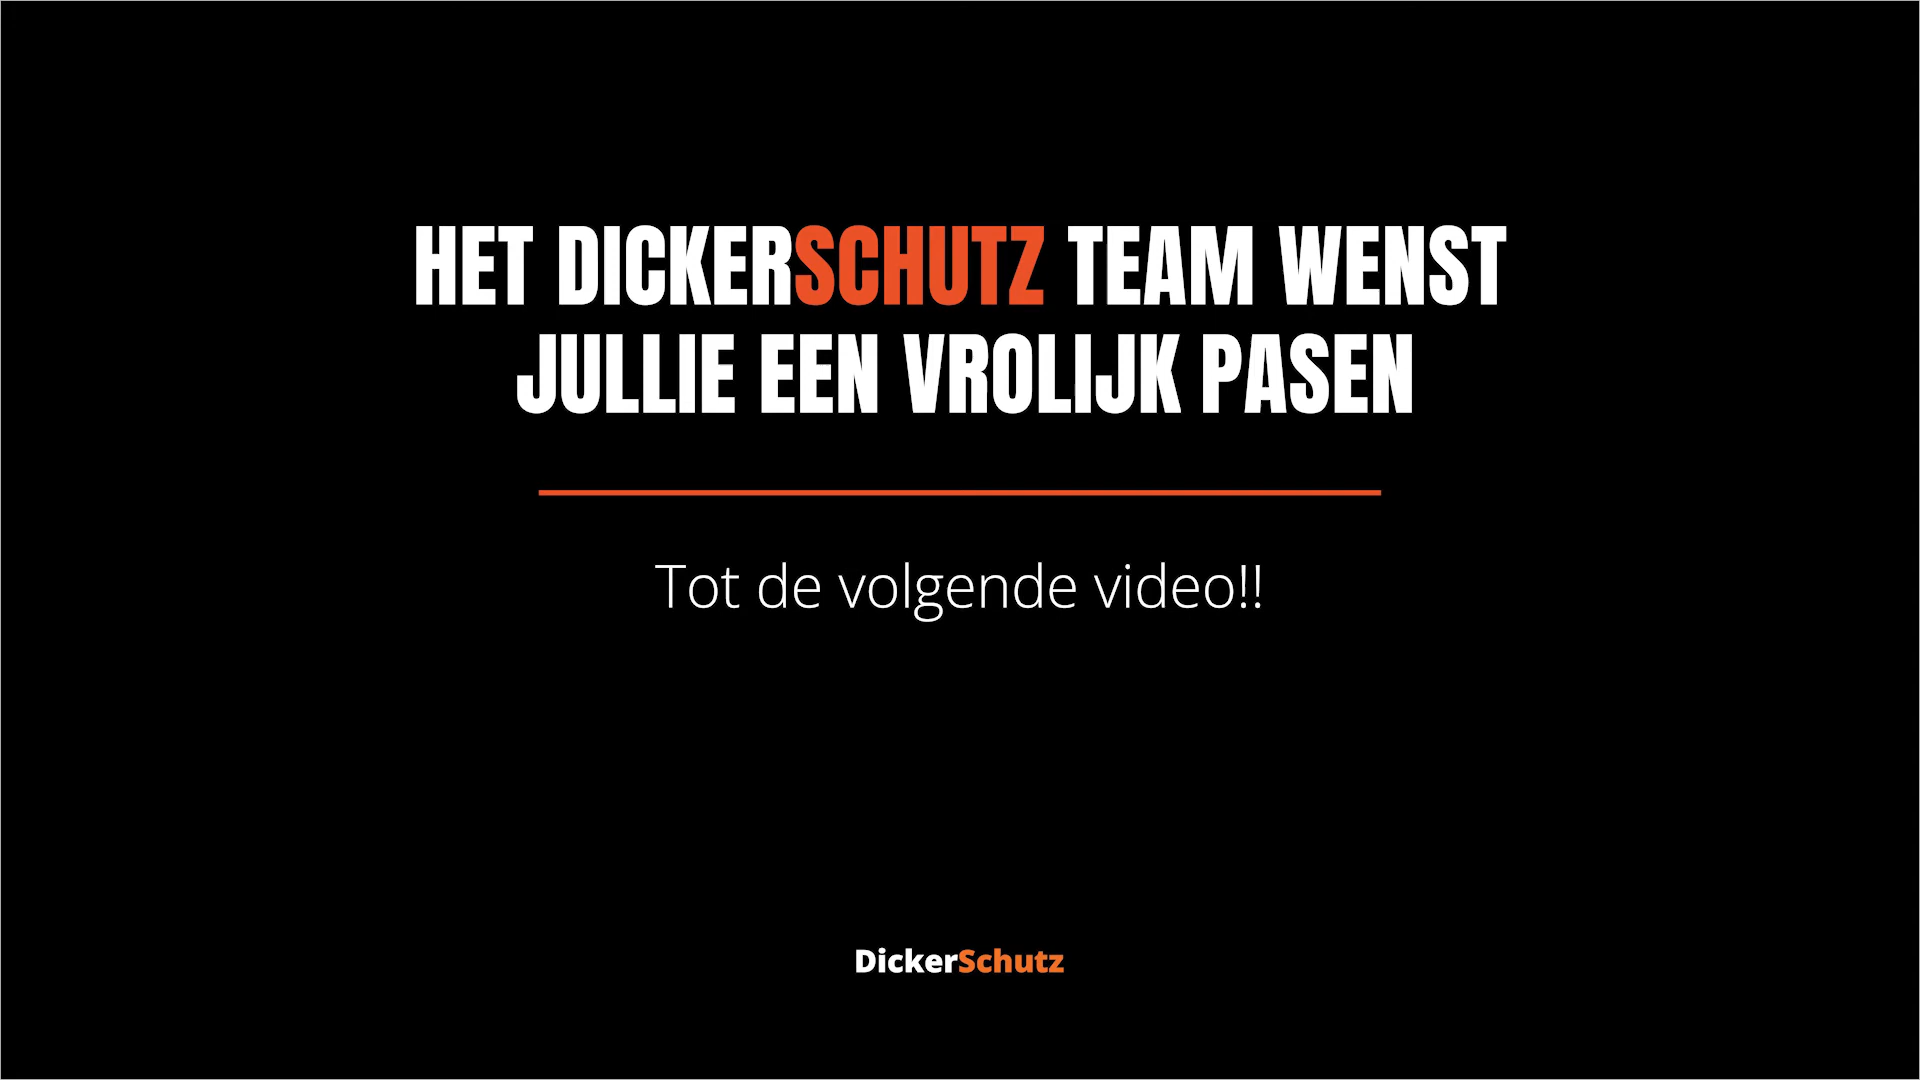 HET DICKERSCHUTZ TEAM WENST
JULLIE EEN VROLIJK PASEN
Tot de volgende video!!
DickerSchutz